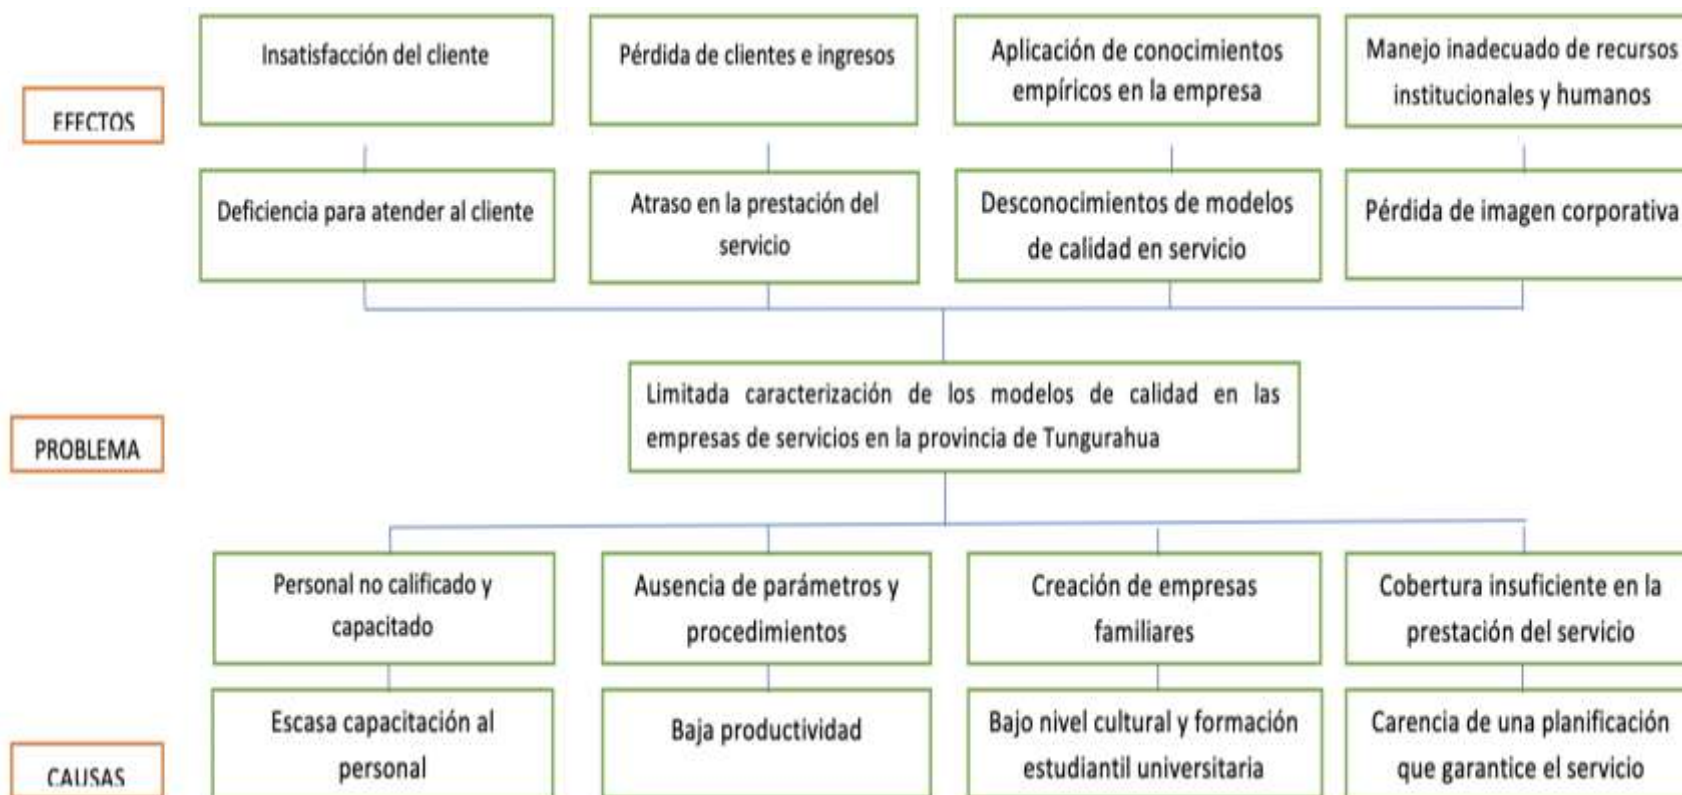 Insatisfacción del cliente
Pérdida de clientes e ingresos
Aplicación de conocimientos
empíricos en la empresa
Manejo inadecuado de recursos
institucionales y humanos
EFECTOS
Deficiencia para atender al cliente
Atraso en la prestación del
servicio
Desconocimientos de modelos
de calidad en servicio
Pérdida de imagen corporativa
Limitada caracterización de los modelos de calidad en las
empresas de servicios en la provincia de Tungurahua
PROBLEMA
Personal no calificado y
capacitado
Ausencia de parámetros y
procedimientos
Creación de empresas
familiares
Cobertura insuficiente en la
prestación del servicio
Escasa capacitación al
personal
Baja productividad
Bajo nivel cultural y formación
estudiantil universitaria
Carencia de una planificación
que garantice el servicio
CAUSAS